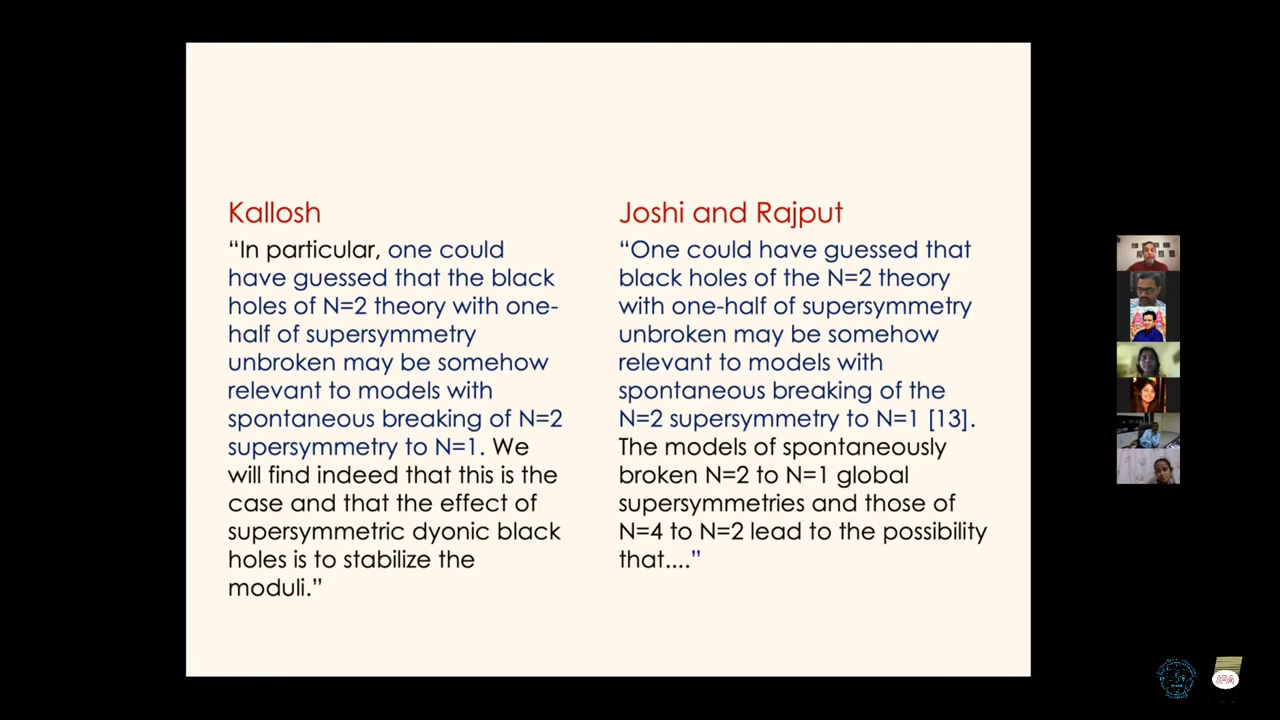 Kallosh
“In particular, one could
have guessed that the black
holes of N=2 theory with one-
half of supersymmetry
unbroken may be somehow
relevant to models with
spontaneous breaking of N=2
supersymmetry to N=1. We
will find indeed that this is the
case and that the effect of
supersymmetric dyonic black
holes is to stabilize the
moduli.”
Joshi and Rajput
“One could have guessed that
black holes of the N=2 theory
with one-half of supersymmetry
unbroken may be somehow
relevant to models with
spontaneous breaking of the
N=2 supersymmetry to N=1 [13].
The models of spontaneously
broken N=2 to N=1 global
supersymmetries and those of
N=4 to N=2 lead to the possibility
that....”